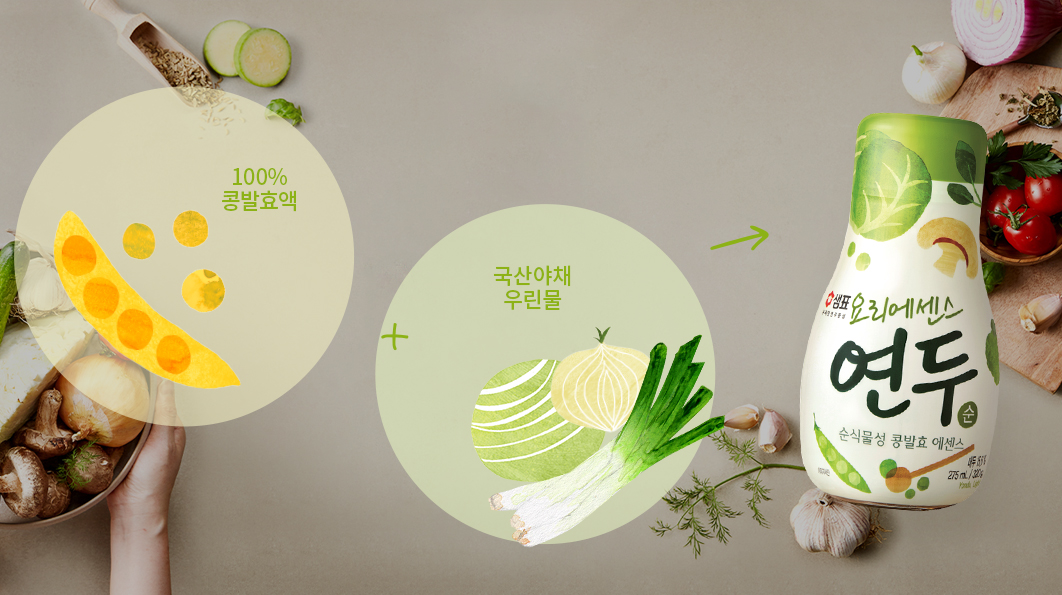 100%
콩발효액
+
국산야채
우린물
샘표
요리에센스
연두
순
순식물성 콩발효 에센스
275 mL